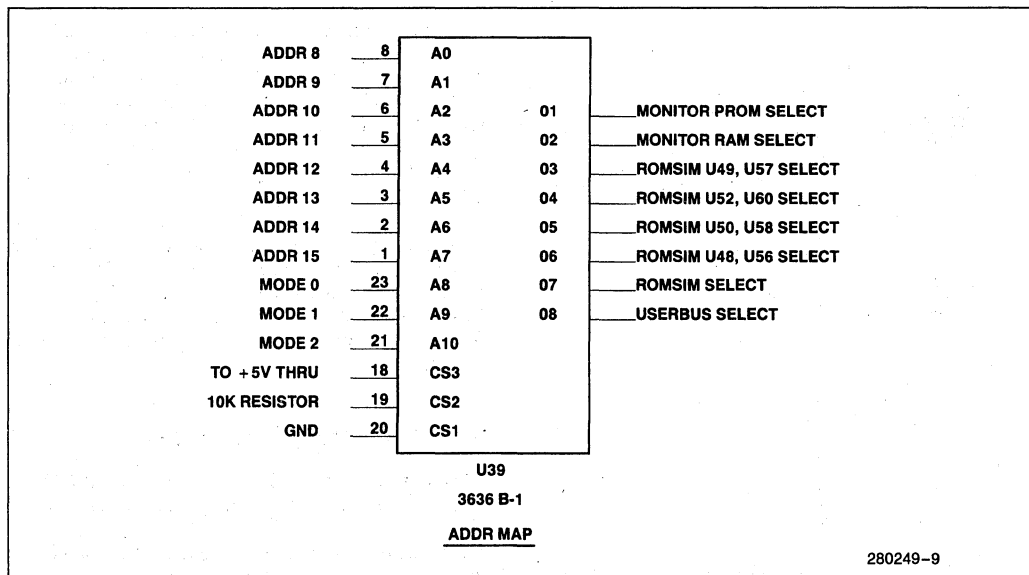 ADDR 8 8 A0
ADDR 9 7 A1
ADDR 10 6 A2 01 MONITOR PROM SELECT
ADDR 11 5 A3 02 MONITOR RAM SELECT
ADDR 12 4 A4 03 ROMSIM U49, U57 SELECT
ADDR 13 3 A5 04 ROMSIM U52, U60 SELECT
ADDR 14 2 A6 05 ROMSIM U50, U58 SELECT
ADDR 15 1 A7 06 ROMSIM U48, U56 SELECT
MODE 0 23 A8 07 ROMSIM SELECT
MODE 1 22 A9 08 USERBUS SELECT
MODE 2 21 A10
TO +5V THRU 18 CS3
10K RESISTOR 19 CS2
GND 20 CS1
U39
3636 B-1
ADDR MAP
280249-9